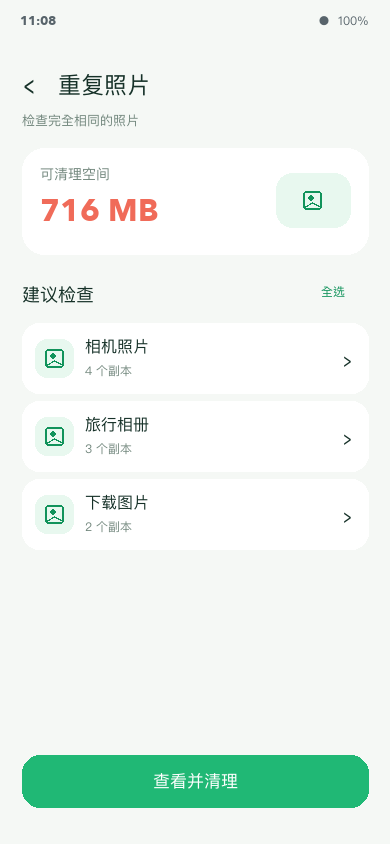 11:08
100%
重复照片
检查完全相同的照片
可清理空间
716 MB
建议检查
全选
相机照片
4 个副本
旅行相册
3 个副本
下载图片
2 个副本
查看并清理